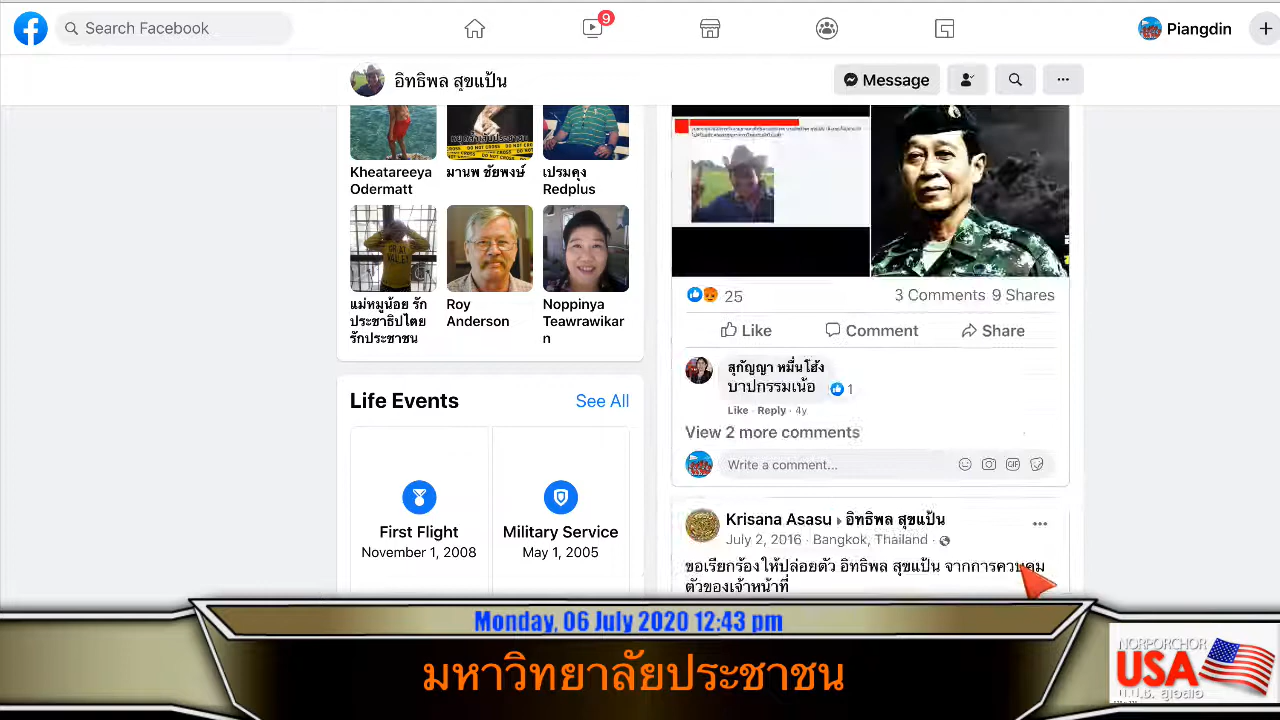 Search Facebook
9
Piangdin
อิทธิพล สุขแป้น
Message
Kheatareeya
Odermatt
มานพ ชัยพงษ์
เปรมคุง
Redplus
แม่หมูน้อย รัก
ประชาธิปไตย
รักประชาชน
Roy
Anderson
Noppinya
Teawrawikar
n
Life Events
See All
First Flight
November 1, 2008
Military Service
May 1, 2005
25
3 Comments 9 Shares
Like
Comment
Share
สุกัญญา หมื่นโฮ้ง
บาปกรรมเน้อ
1
Like · Reply · 4y
View 2 more comments
Write a comment...
GIF
Krisana Asasu ▸ อิทธิพล สุขแป้น
July 2, 2016 · Bangkok, Thailand ·
ขอเรียกร้องให้ปล่อยตัว อิทธิพล สุขแป้น จากการควบคุม
ตัวของเจ้าหน้าที่
Monday, 06 July 2020 12:43 pm
มหาวิทยาลัยประชาชน
NORPORCHOR
USA
น.ป.ช. ยูเอสเอ